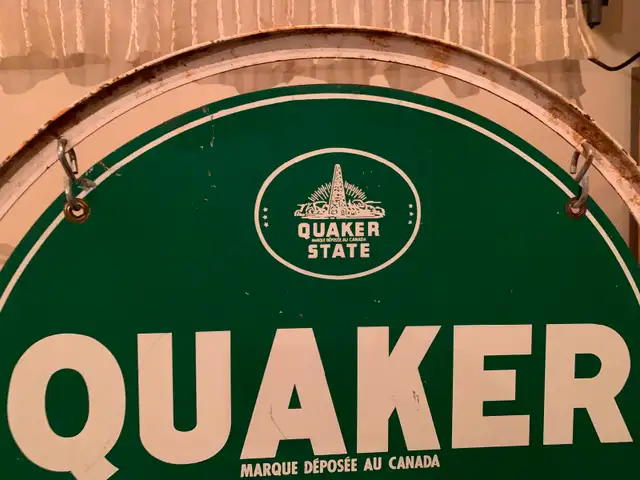 QUAKER
MARQUE DÉPOSÉE AU CANADA
STATE
QUAKER
MARQUE DÉPOSÉE AU CANADA